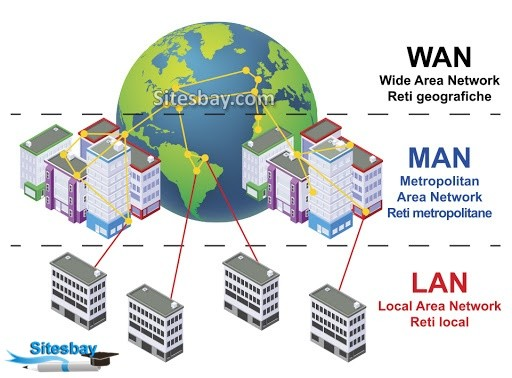 WAN
Wide Area Network
Reti geografiche
Sitesbay.com
MAN
Metropolitan
Area Network
Reti metropolitane
LAN
Local Area Network
Reti local
Sitesbay